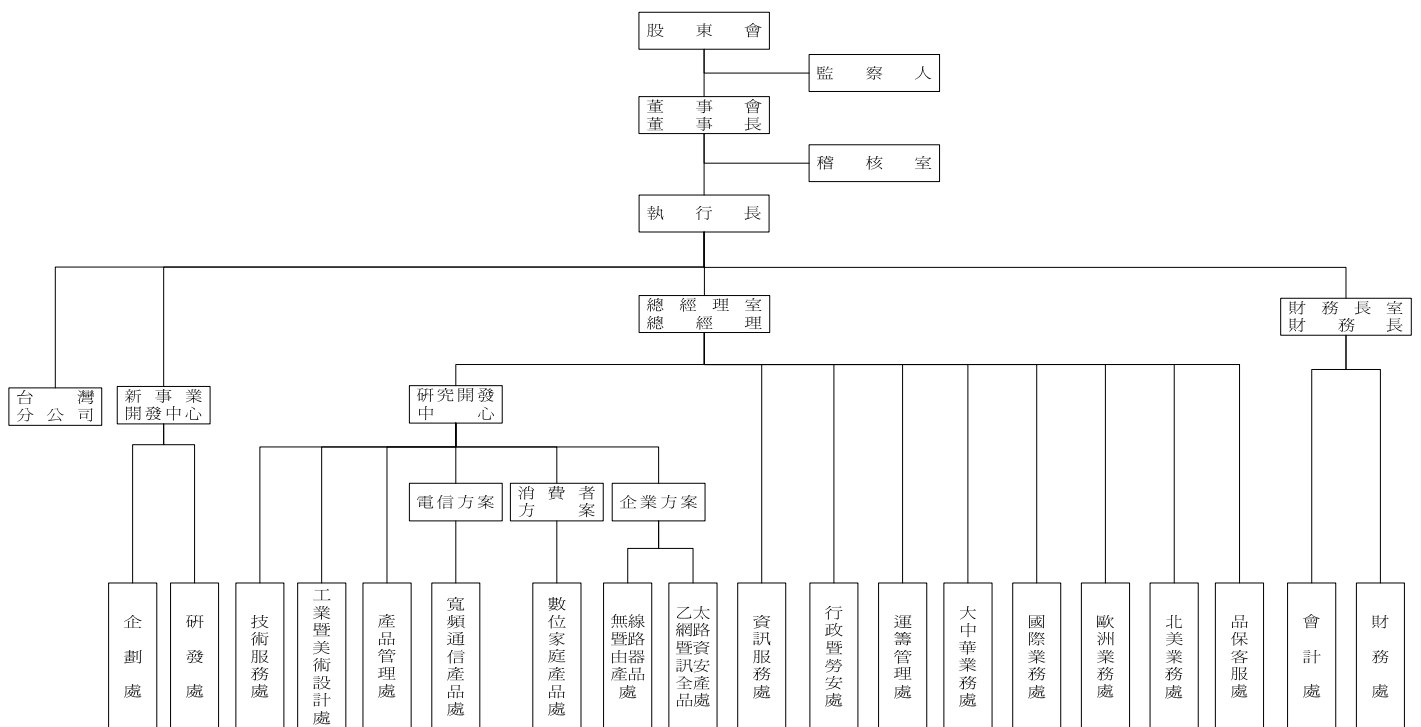 股東會
監察人
董事會
董事長
稽核室
執行長
總經理室
總經理
財務長室
財務長
台灣
分公司
新事業
開發中心
研究開發
中心
電信方案
消費者
方案
企業方案
企劃處
研發處
技術服務處
工業暨美術設計處
產品管理處
寬頻通信產品處
數位家庭產品處
無線暨路由器產品處
乙太網路暨資訊安全產品處
資訊服務處
行政暨勞安處
運籌管理處
大中華業務處
國際業務處
歐洲業務處
北美業務處
品保客服處
會計處
財務處